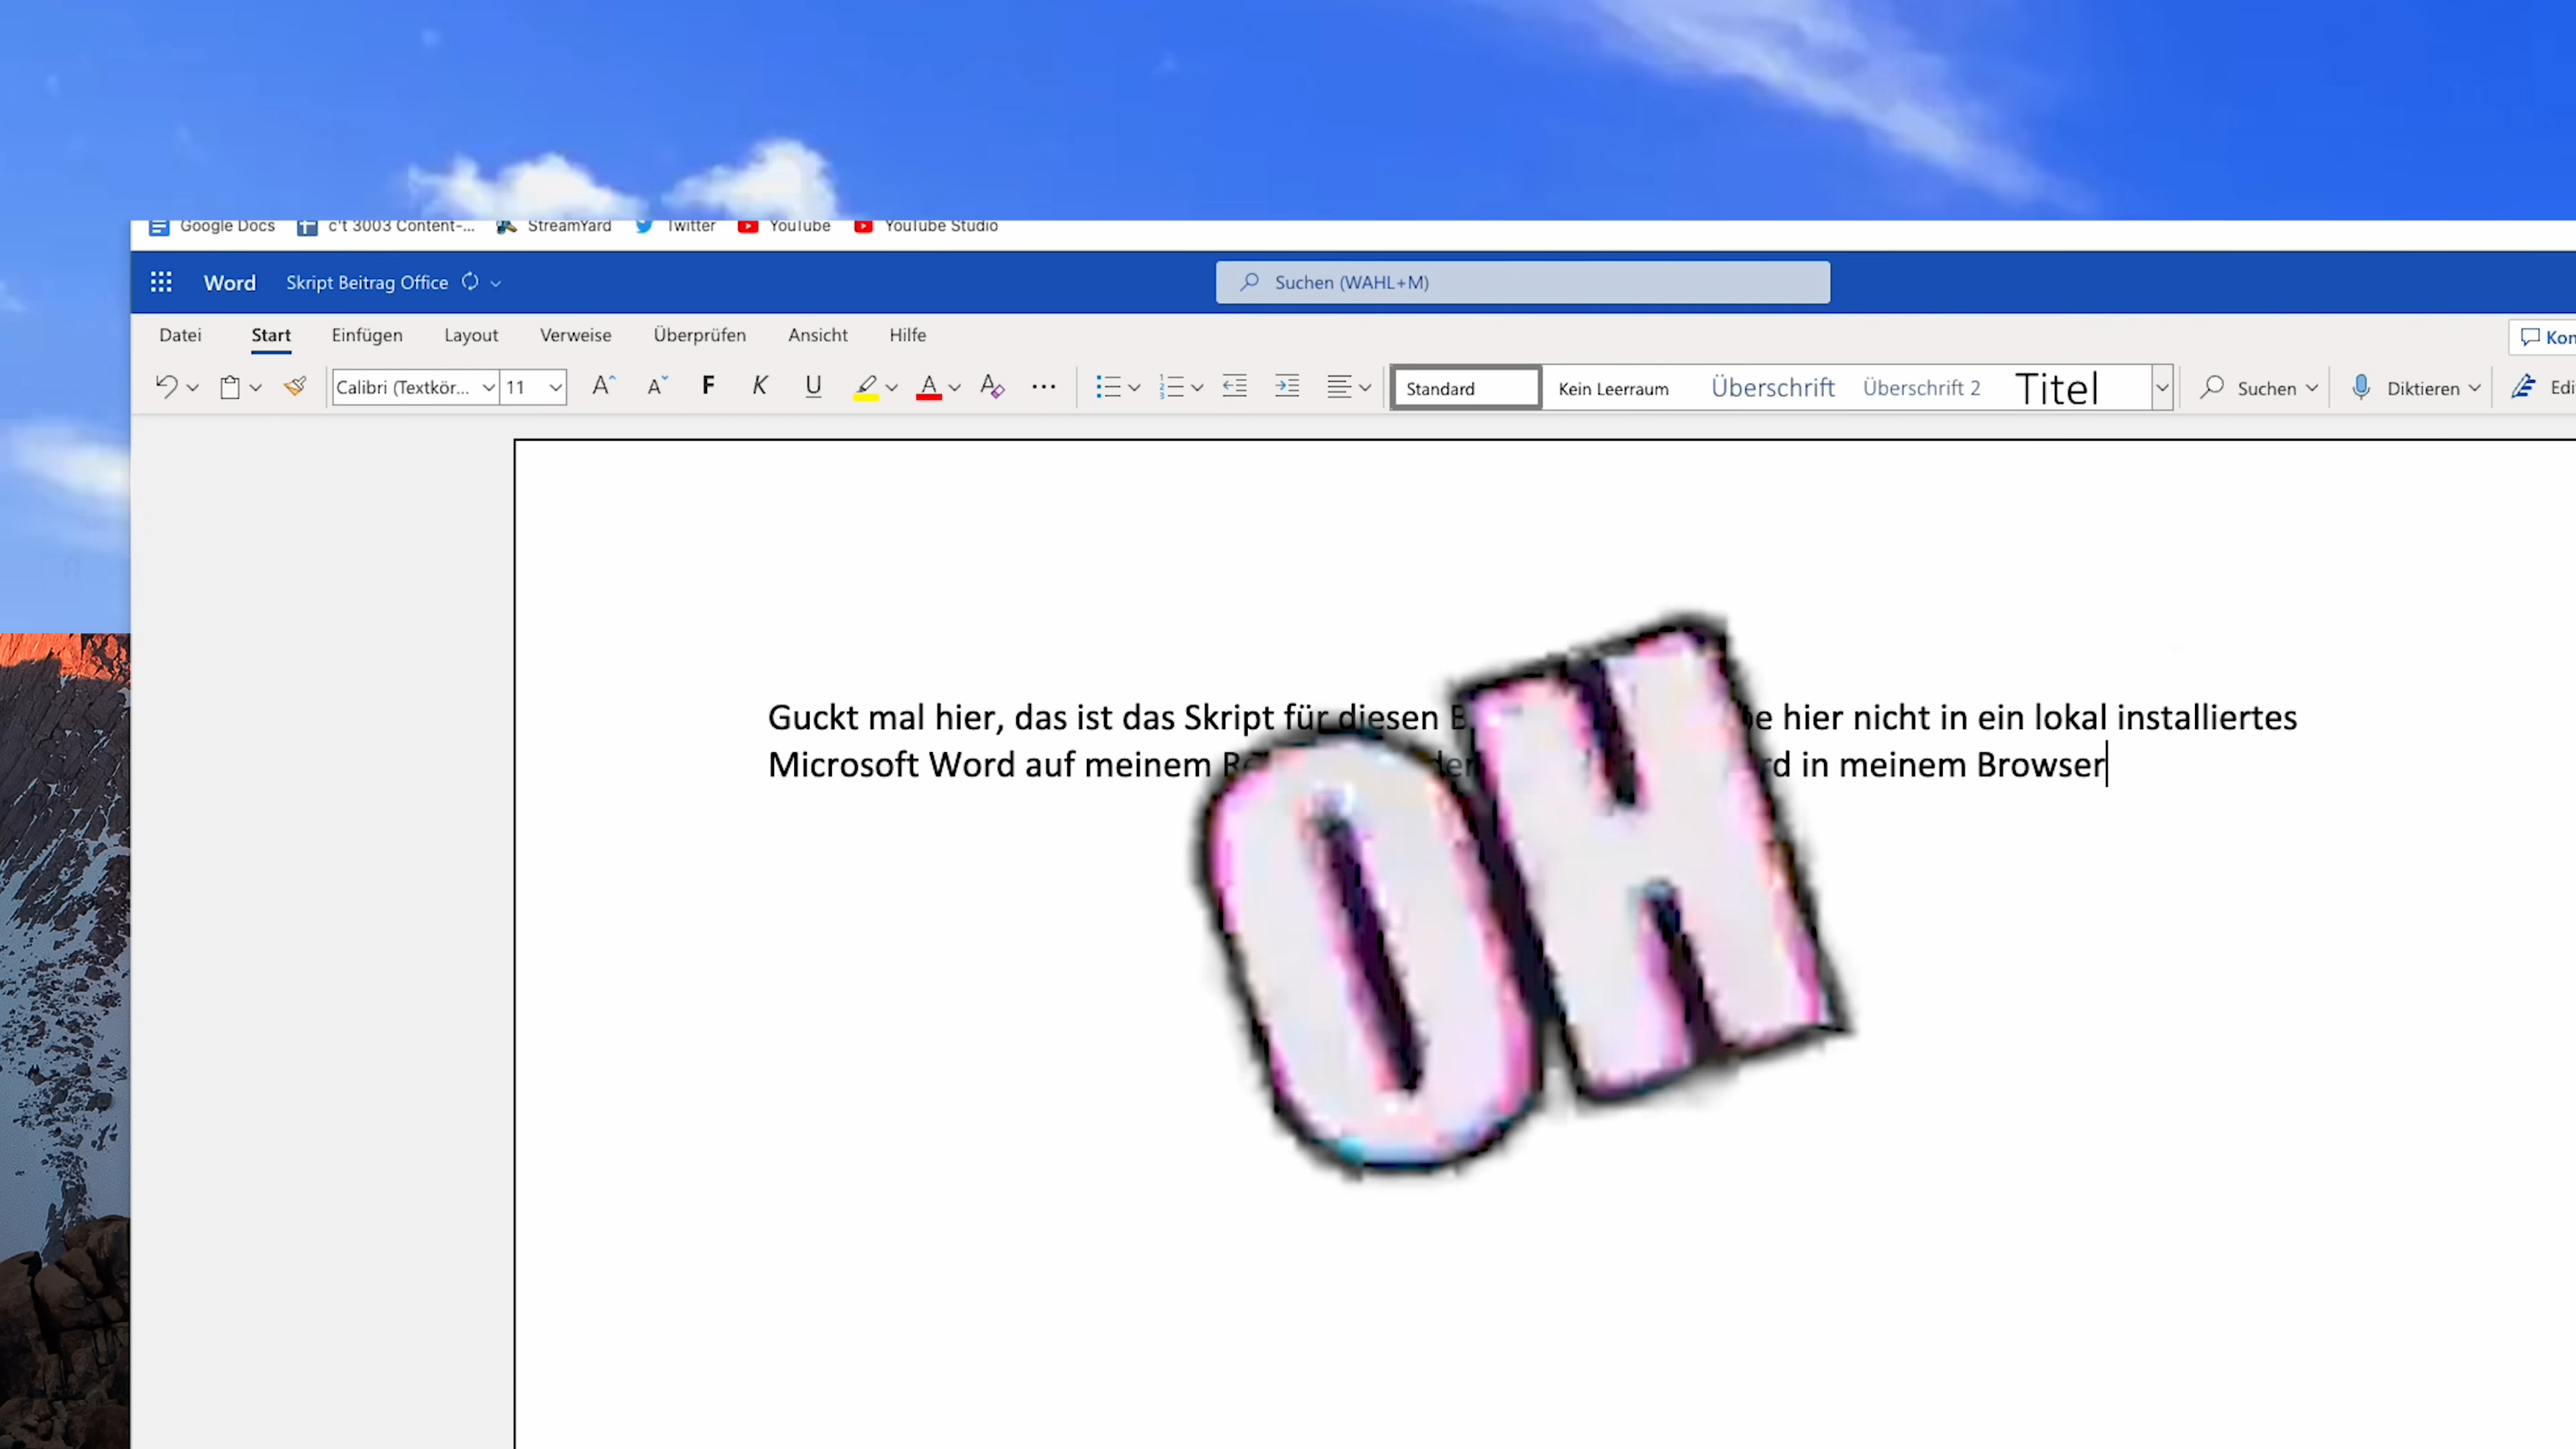 Google Docs c't 3003 Content-... StreamYard Twitter YouTube YouTube Studio
Word Skript Beitrag Office Suchen (WAHL+M)
Datei Start Einfügen Layout Verweise Überprüfen Ansicht Hilfe
Calibri (Textkör... 11 F K U Standard Kein Leerraum Überschrift Überschrift 2 Titel Suchen Diktieren
Guckt mal hier, das ist das Skript für diesen hier nicht in ein lokal installiertes
Microsoft Word auf meinem in meinem Browser
OH